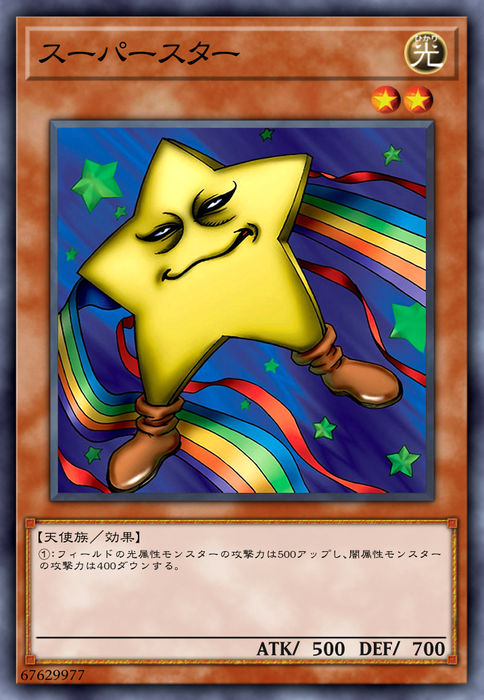 スーパースター
光
ひかり
【天使族／効果】
①：フィールドの光属性モンスターの攻撃力は500アップし、闇属性モンスター
の攻撃力は400ダウンする。
ATK/ 500 DEF/ 700
67629977